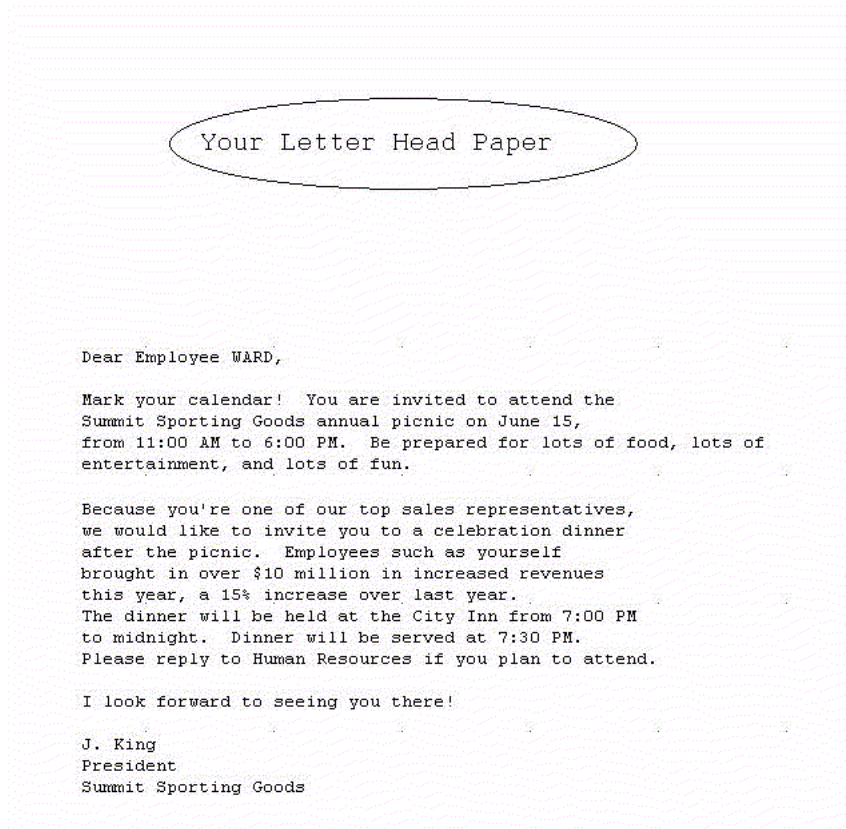 Your Letter Head Paper
Dear Employee WARD,
Mark your calendar!  You are invited to attend the
Summit Sporting Goods annual picnic on June 15,
from 11:00 AM to 6:00 PM.  Be prepared for lots of food, lots of
entertainment, and lots of fun.
Because you're one of our top sales representatives,
we would like to invite you to a celebration dinner
after the picnic.  Employees such as yourself
brought in over $10 million in increased revenues
this year, a 15% increase over last year.
The dinner will be held at the City Inn from 7:00 PM
to midnight.  Dinner will be served at 7:30 PM.
Please reply to Human Resources if you plan to attend.
I look forward to seeing you there!
J. King
President
Summit Sporting Goods